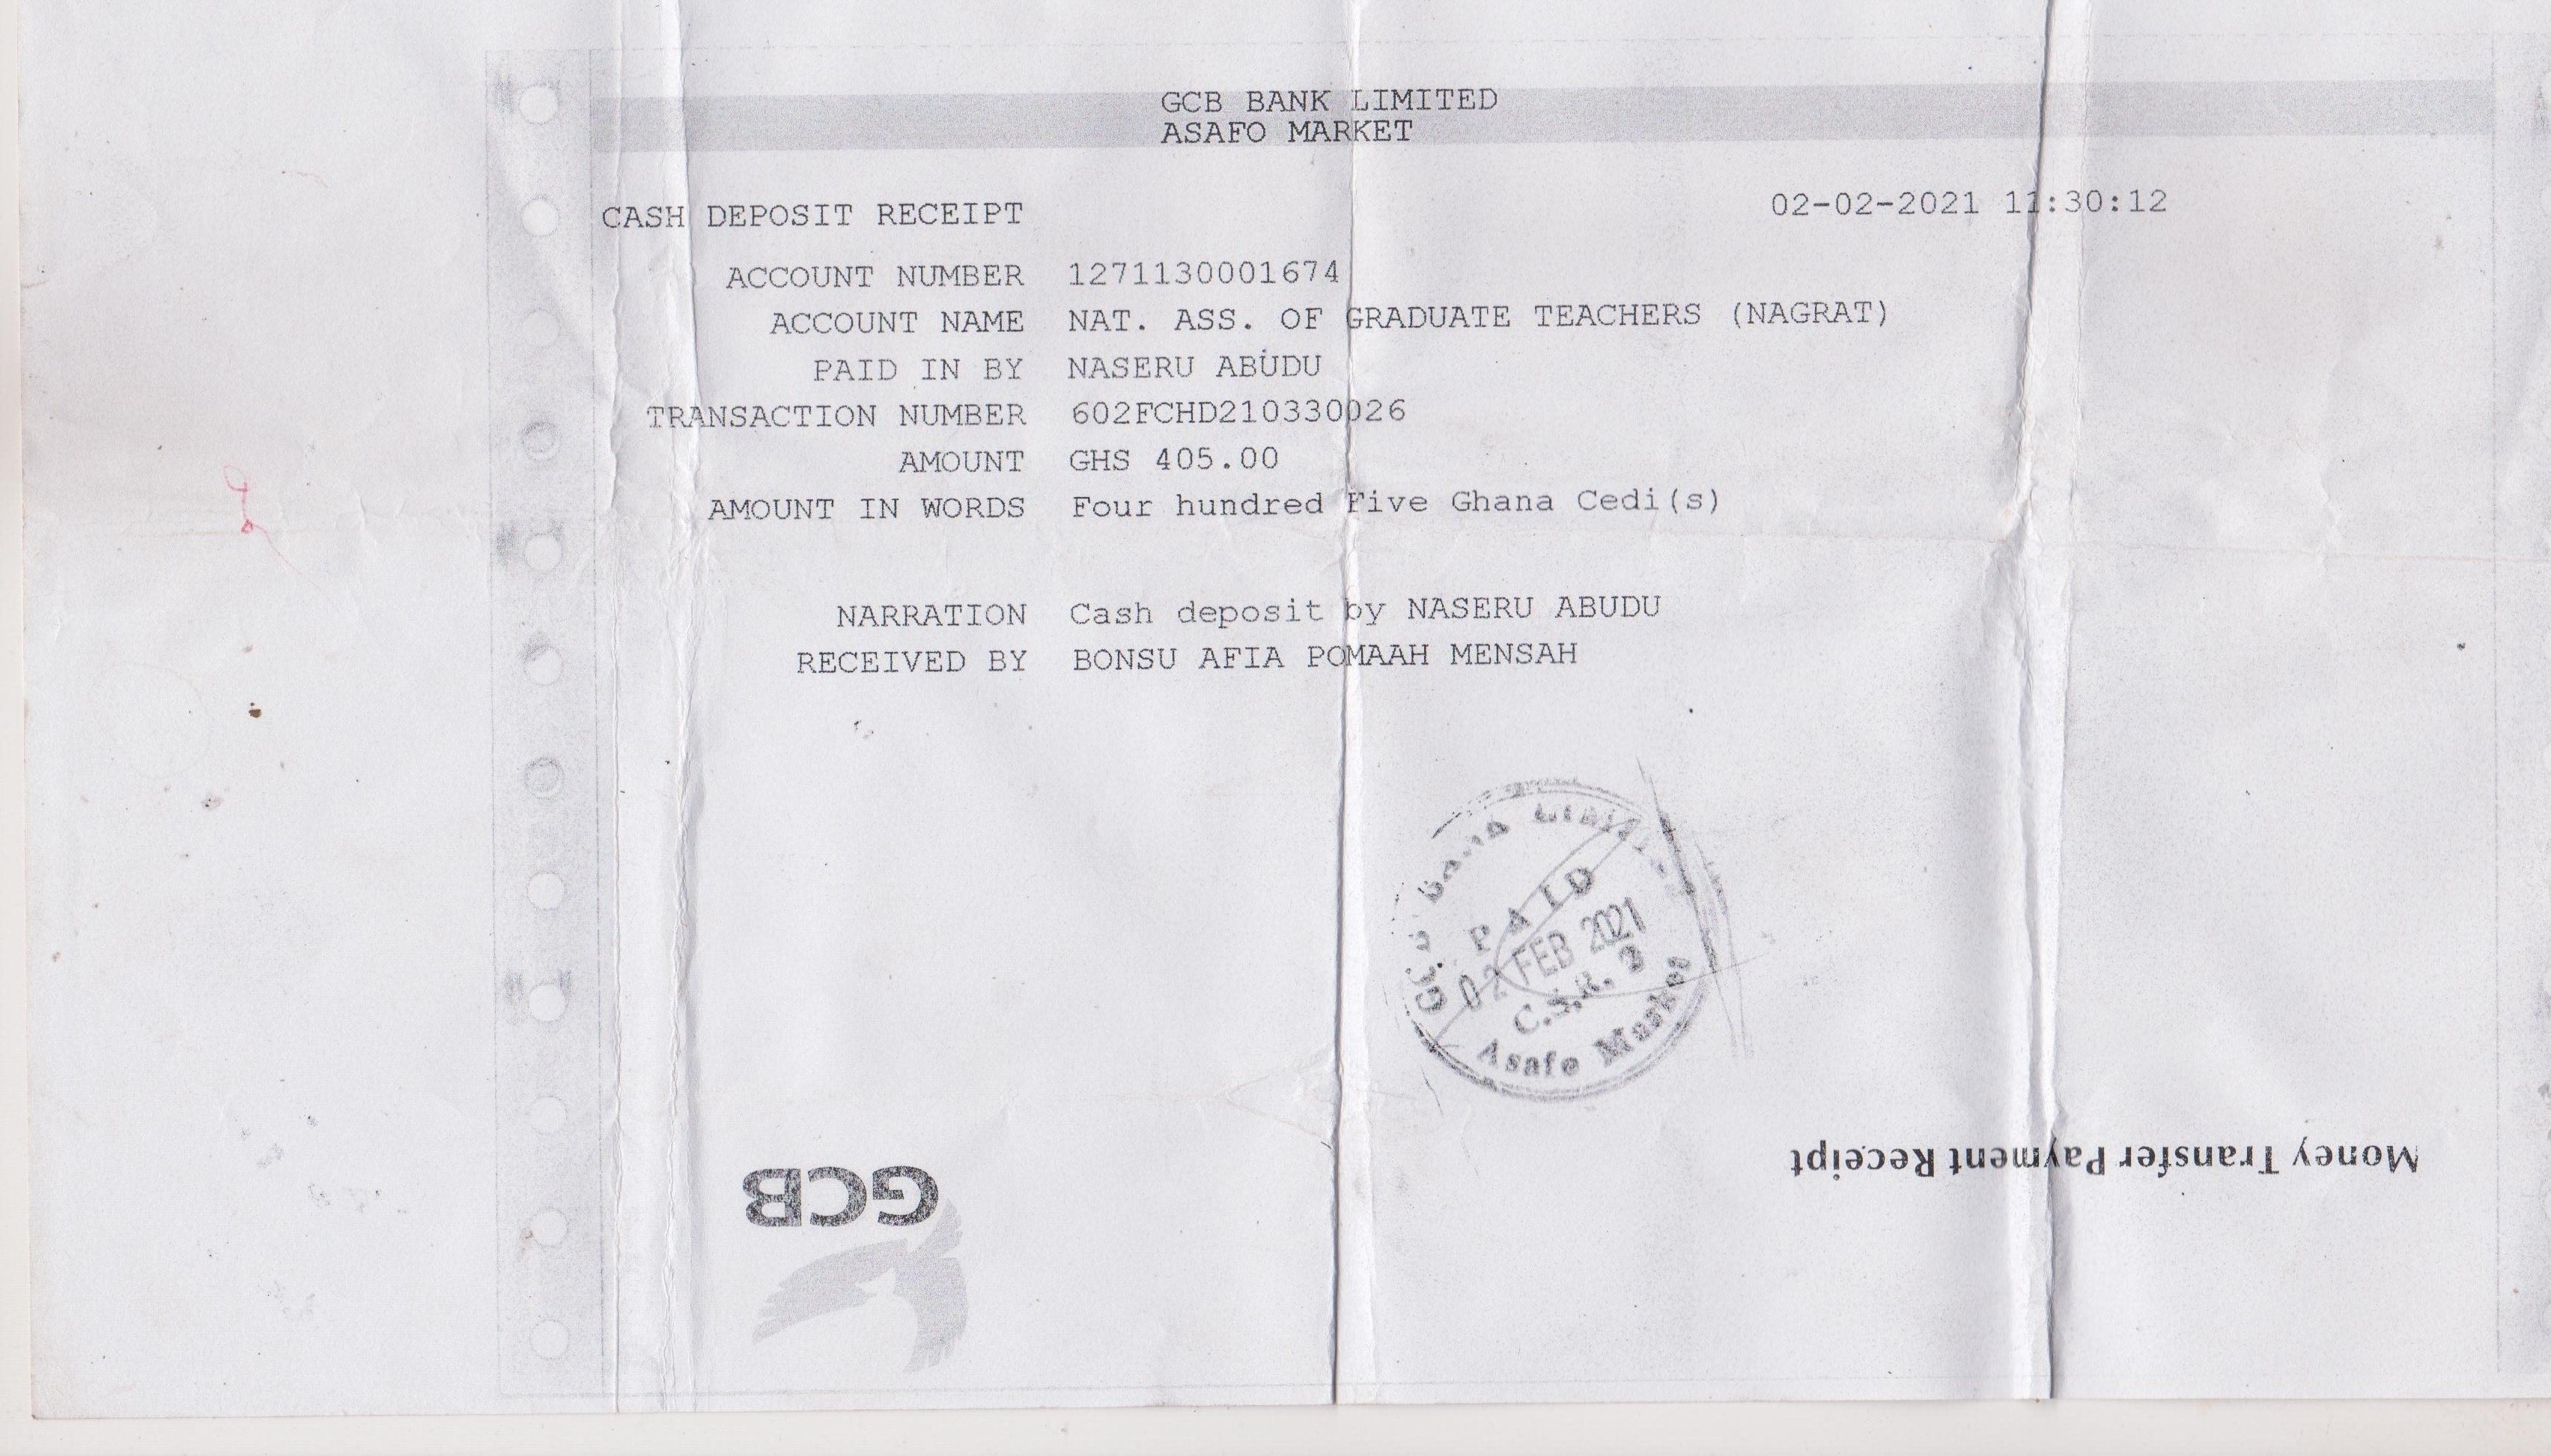 GCB BANK LIMITED
ASAFO MARKET
CASH DEPOSIT RECEIPT 02-02-2021 11:30:12
ACCOUNT NUMBER 1271130001674
ACCOUNT NAME NAT. ASS. OF GRADUATE TEACHERS (NAGRAT)
PAID IN BY NASERU ABUDU
TRANSACTION NUMBER 602FCHD210330026
AMOUNT GHS 405.00
AMOUNT IN WORDS Four hundred Five Ghana Cedi(s)
NARRATION Cash deposit by NASERU ABUDU
RECEIVED BY BONSU AFIA POMAAH MENSAH
Bank
PAID
02 FEB 2021
C.S.R.
Asafo Market
Money Transfer Payment Receipt
GCB